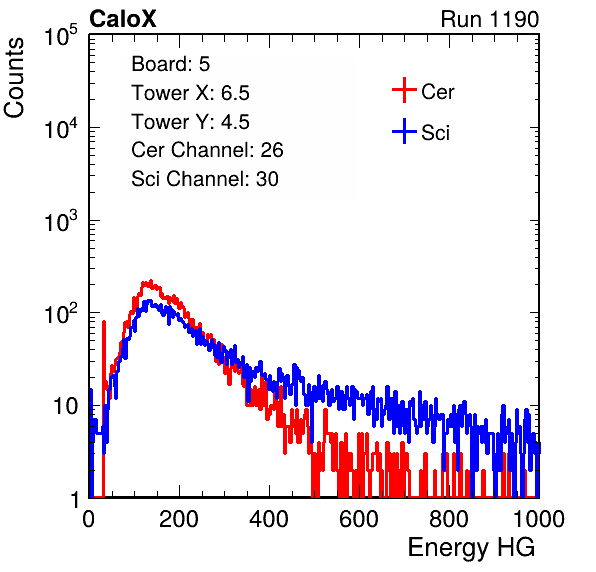 CaloX Run 1190
Board: 5
Tower X: 6.5
Tower Y: 4.5
Cer Channel: 26
Sci Channel: 30
Cer
Sci
Counts
10^5
10^4
10^3
10^2
10
1
0 200 400 600 800 1000
Energy HG